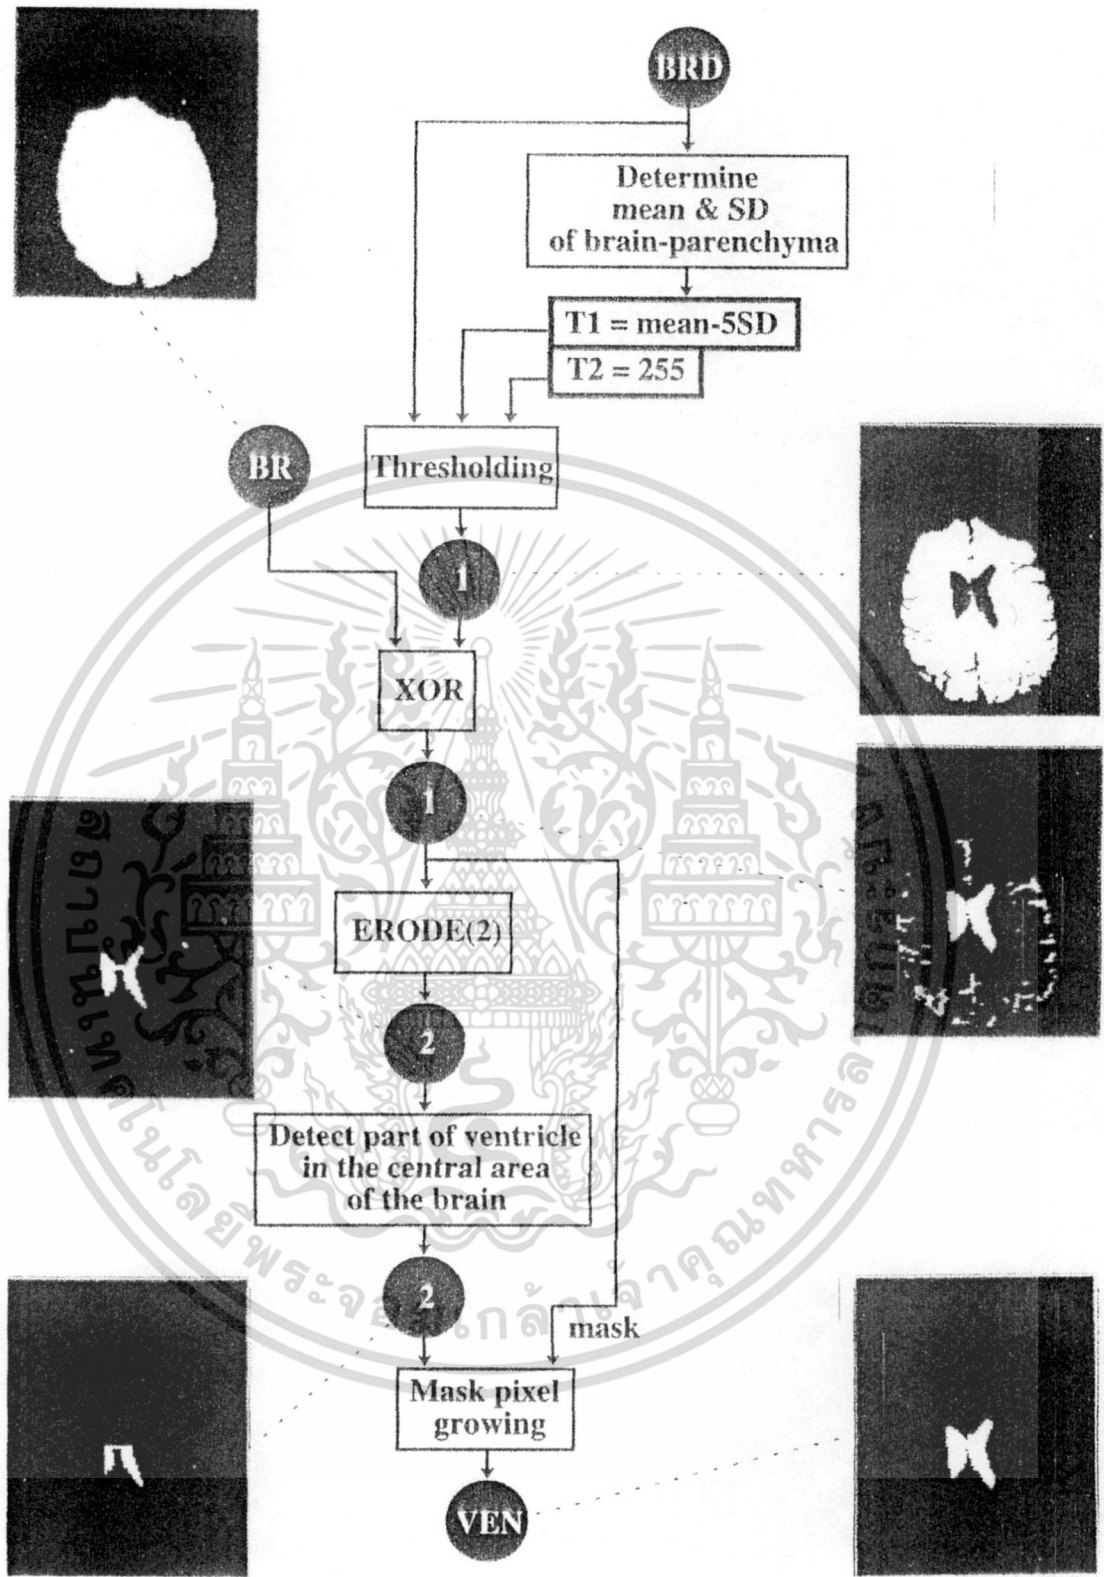 BRD
Determine
mean & SD
of brain-parenchyma
T1 = mean-5SD
T2 = 255
BR
Thresholding
1
XOR
1
ERODE(2)
2
Detect part of ventricle
in the central area
of the brain
2
mask
Mask pixel
growing
VEN